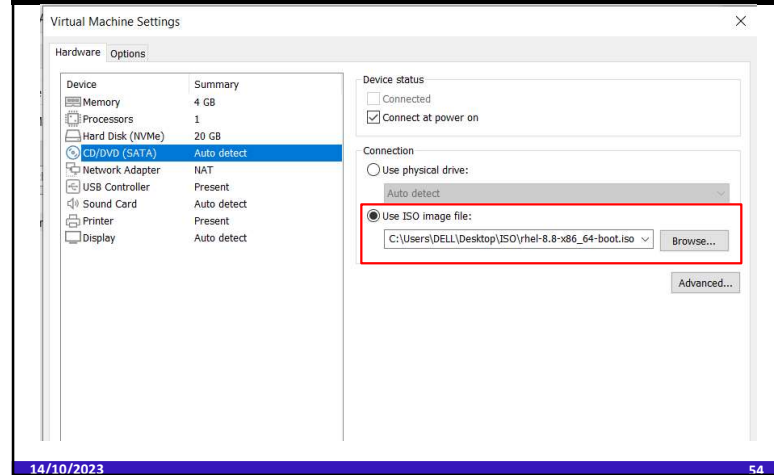 Virtual Machine Settings
Hardware Options
Device Summary
Memory 4 GB
Processors 1
Hard Disk (NVMe) 20 GB
CD/DVD (SATA) Auto detect
Network Adapter NAT
USB Controller Present
Sound Card Auto detect
Printer Present
Display Auto detect
Device status
Connected
Connect at power on
Connection
Use physical drive:
Auto detect
Use ISO image file:
C:\Users\DELL\Desktop\ISO\rhel-8.8-x86_64-boot.iso Browse...
Advanced...
14/10/2023 54